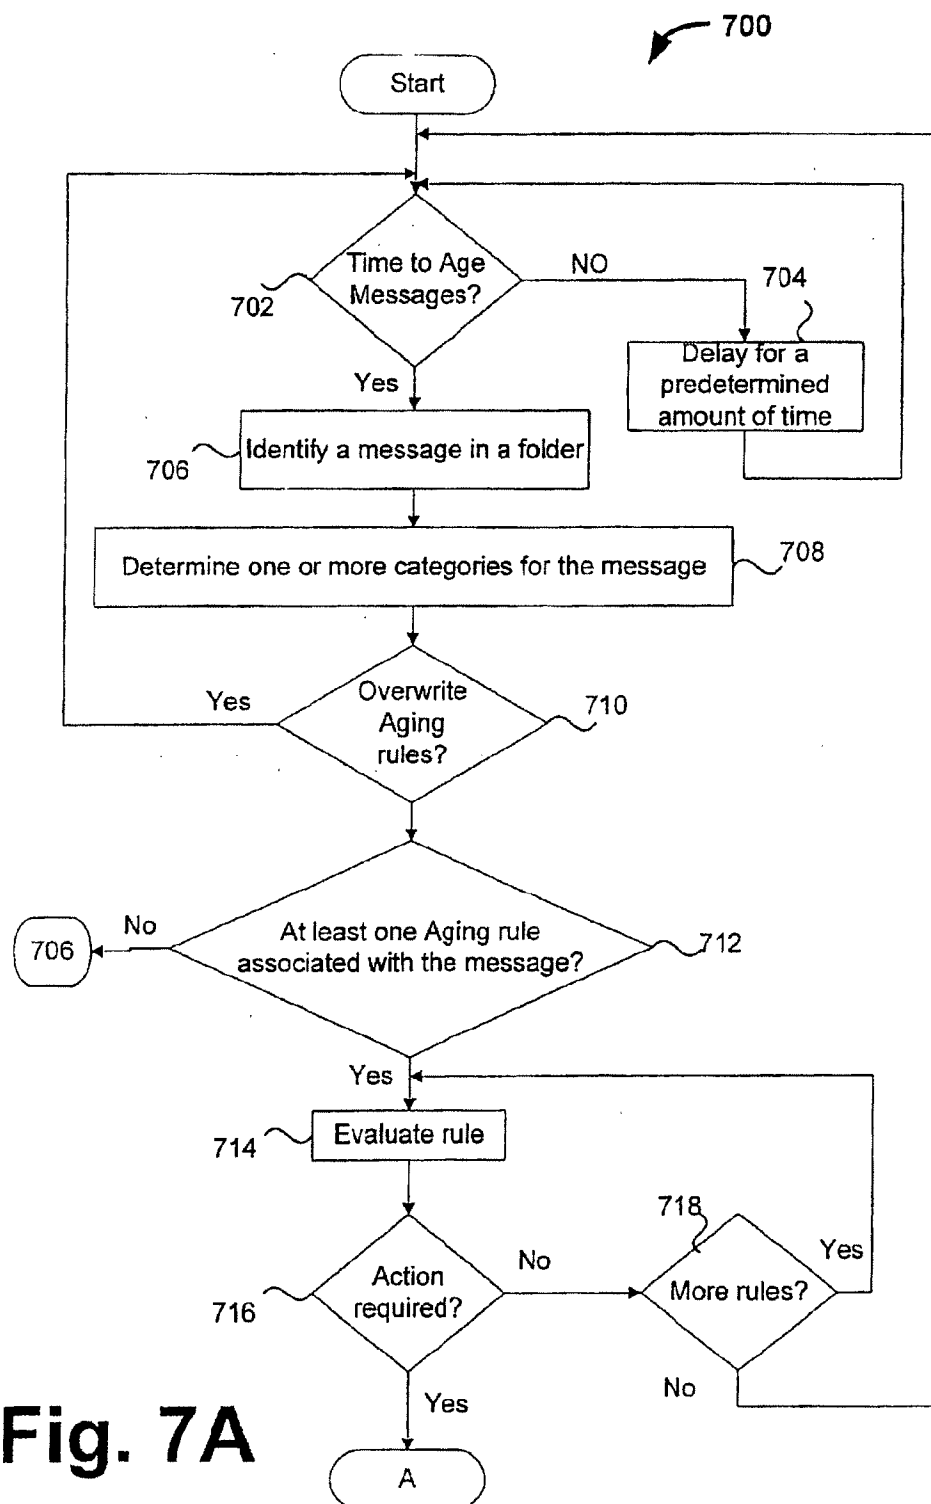 700
Start
Time to Age
Messages?
702
NO
704
Delay for a
predetermined
amount of time
Yes
Identify a message in a folder
706
Determine one or more categories for the message
708
Yes
Overwrite
Aging
rules?
710
No
706
At least one Aging rule
associated with the message?
712
Yes
Evaluate rule
714
718
Action
required?
716
No
More rules?
Yes
No
Yes
Fig. 7A
A